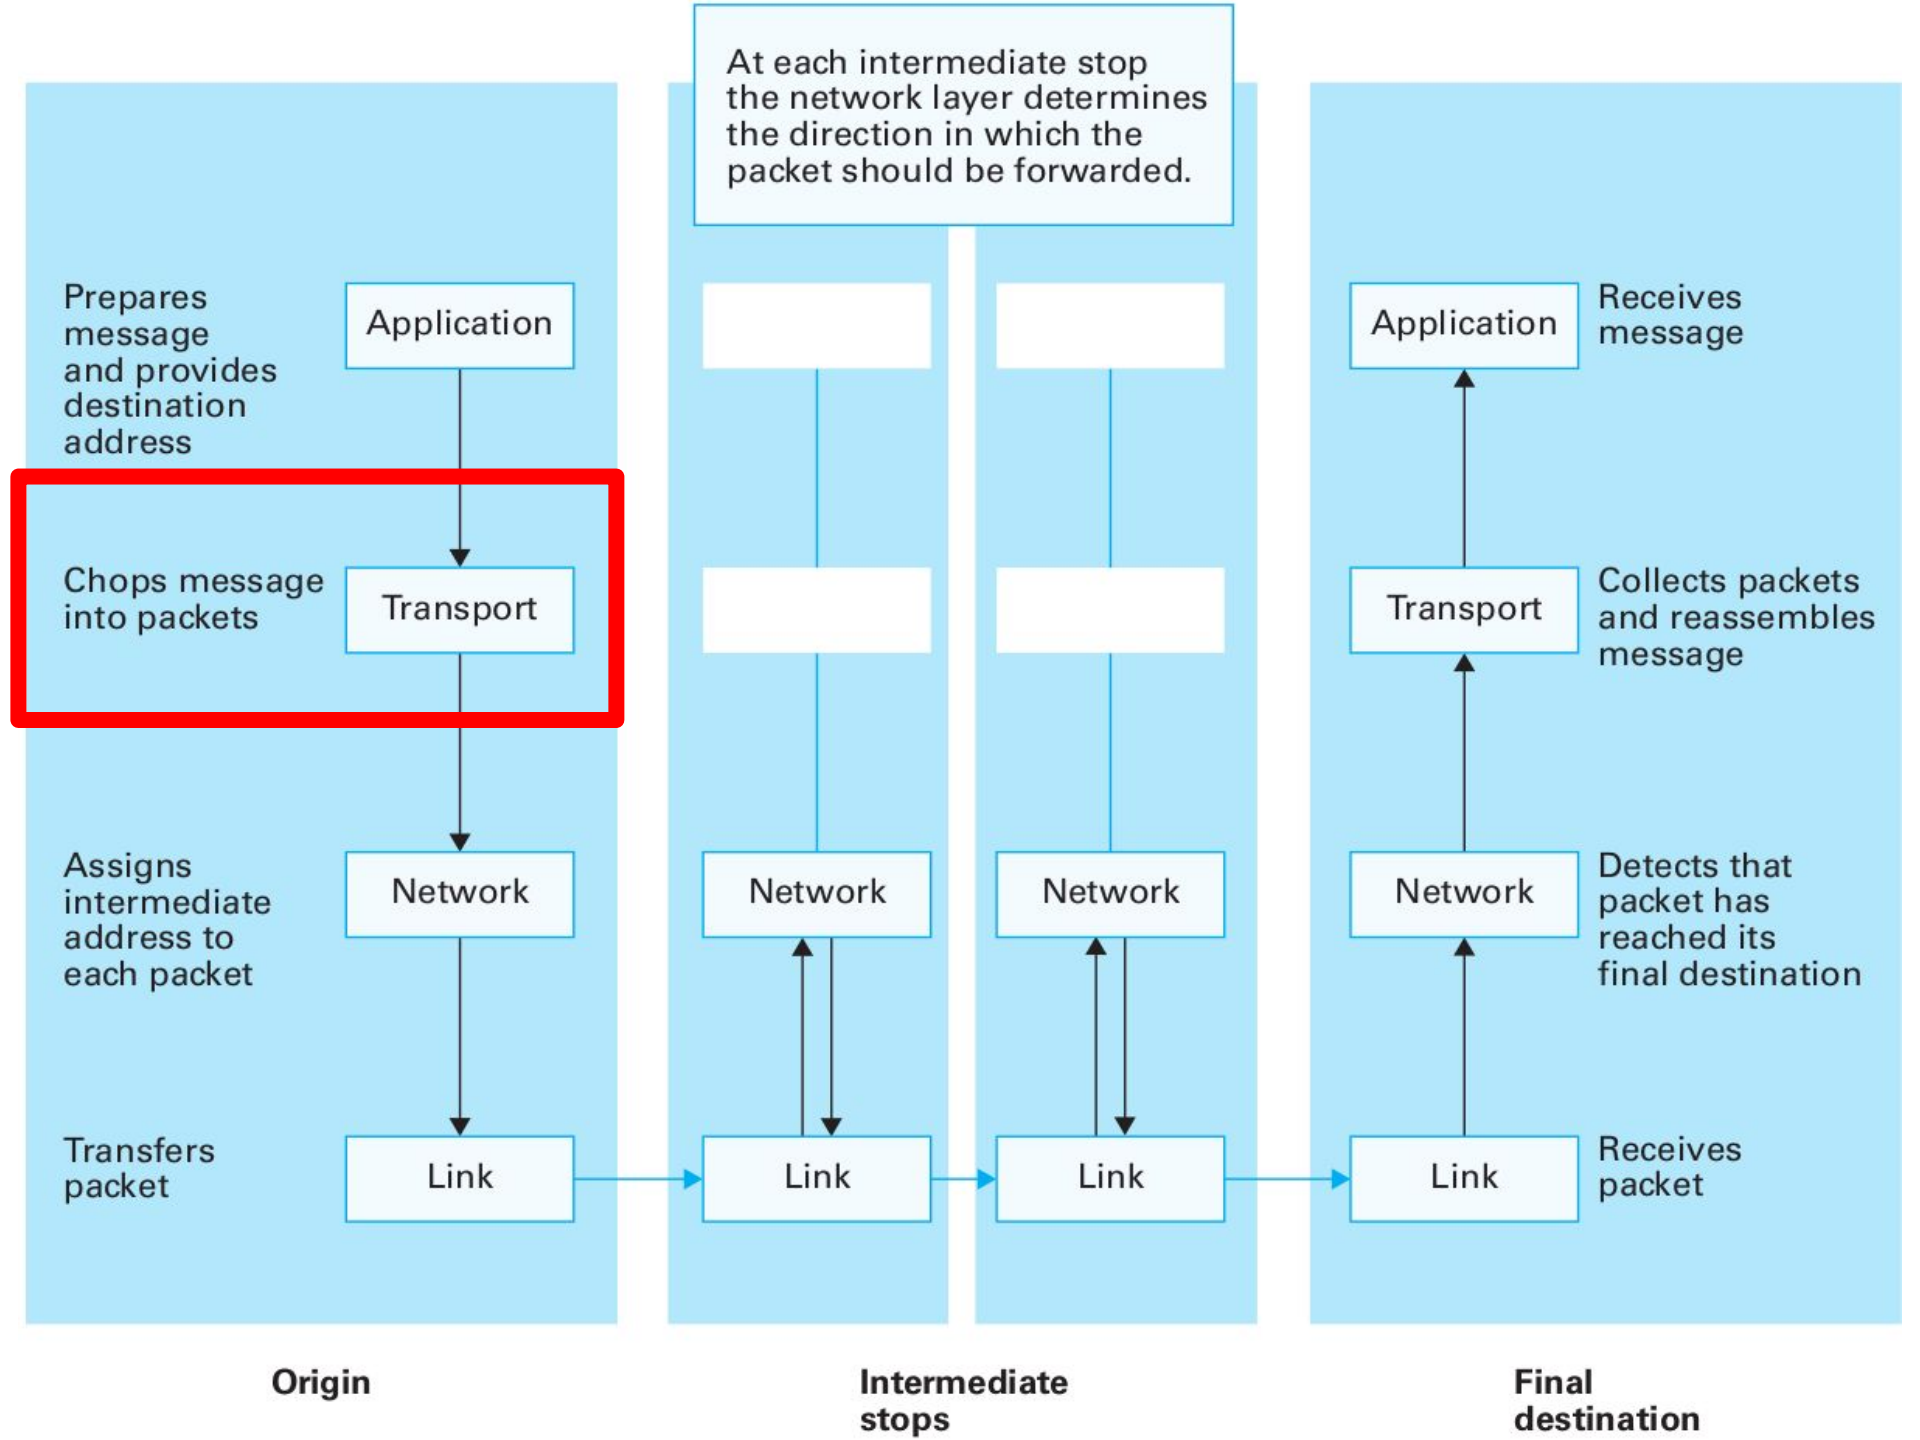 At each intermediate stop
the network layer determines
the direction in which the
packet should be forwarded.
Prepares
message
and provides
destination
address
Application
Chops message
into packets
Transport
Assigns
intermediate
address to
each packet
Network
Transfers
packet
Link
Network
Link
Network
Link
Application
Receives
message
Transport
Collects packets
and reassembles
message
Network
Detects that
packet has
reached its
final destination
Link
Receives
packet
Origin
Intermediate
stops
Final
destination